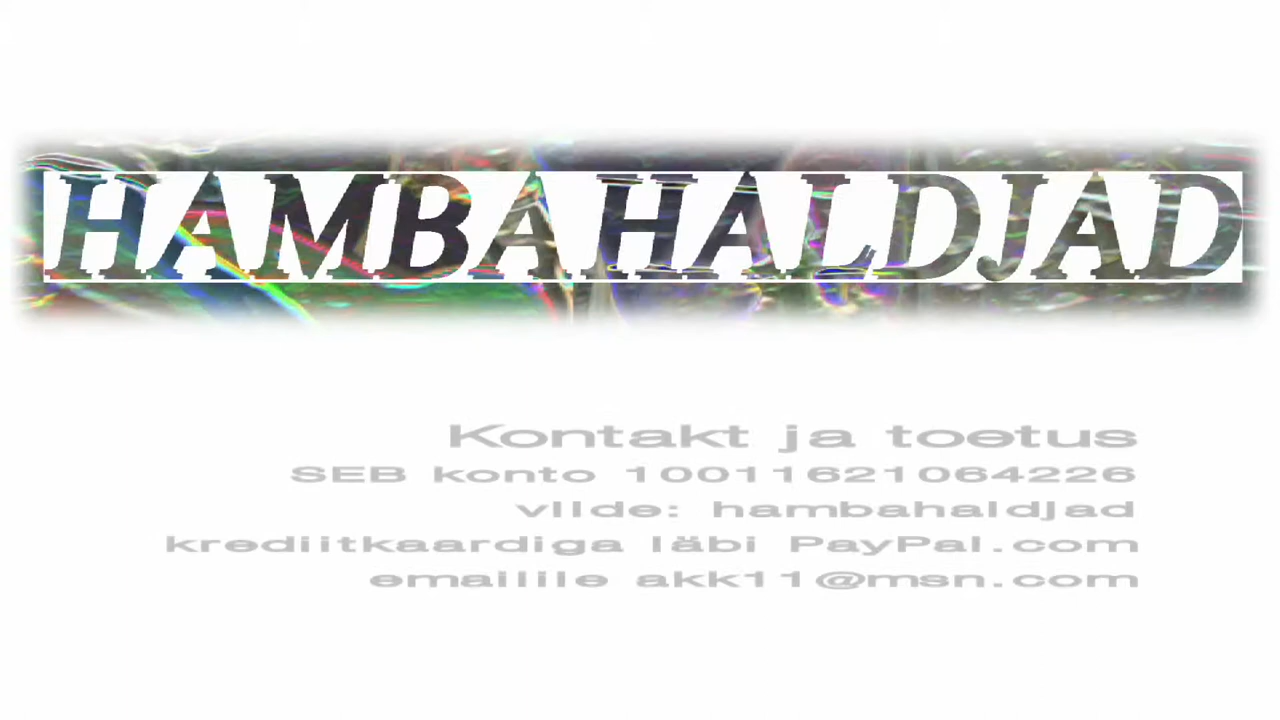 HAMBAHALDJAD
Kontakt ja toetus
SEB konto 10011621064226
viide: hambahaldjad
krediitkaardiga läbi PayPal.com
emailile akk11@msn.com